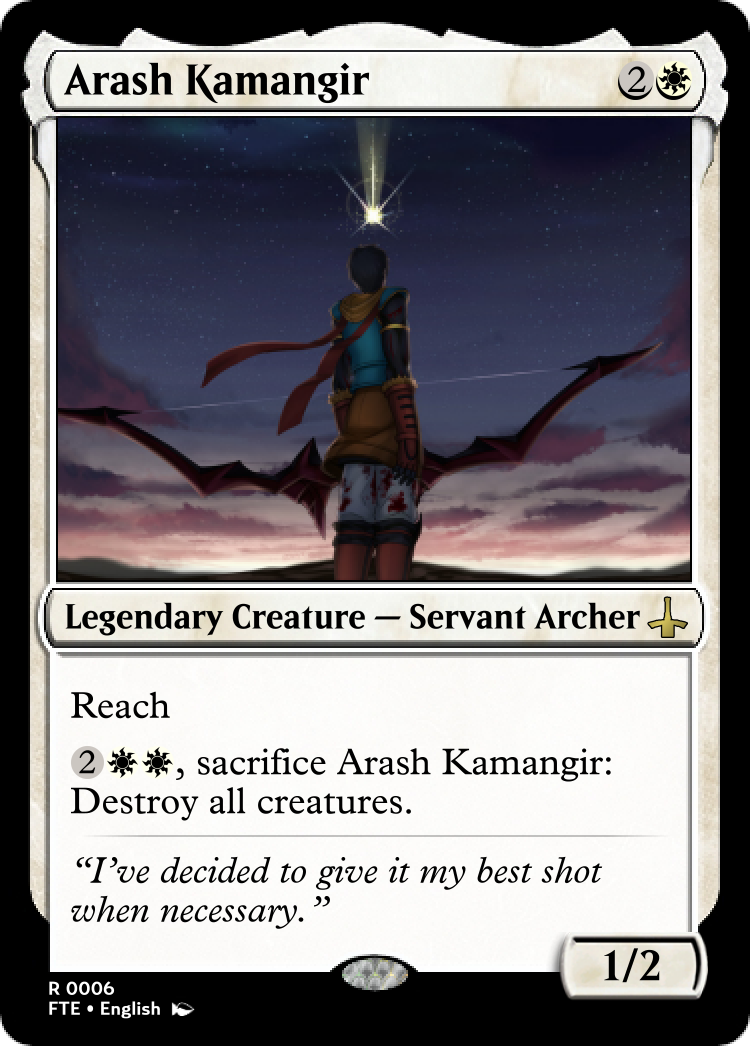 Arash Kamangir 2
Legendary Creature — Servant Archer
Reach
2, sacrifice Arash Kamangir:
Destroy all creatures.
“I’ve decided to give it my best shot
when necessary.”
1/2
R 0006
FTE • English